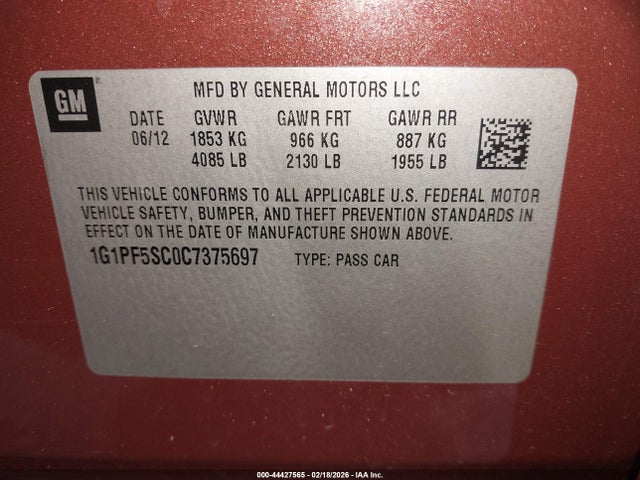 GM
MFD BY GENERAL MOTORS LLC
DATE GVWR GAWR FRT GAWR RR
06/12 1853 KG 966 KG 887 KG
4085 LB 2130 LB 1955 LB
THIS VEHICLE CONFORMS TO ALL APPLICABLE U.S. FEDERAL MOTOR
VEHICLE SAFETY, BUMPER, AND THEFT PREVENTION STANDARDS IN
EFFECT ON THE DATE OF MANUFACTURE SHOWN ABOVE.
1G1PF5SC0C7375697 TYPE: PASS CAR
000-44427565 - 02/18/2026 - IAA Inc.